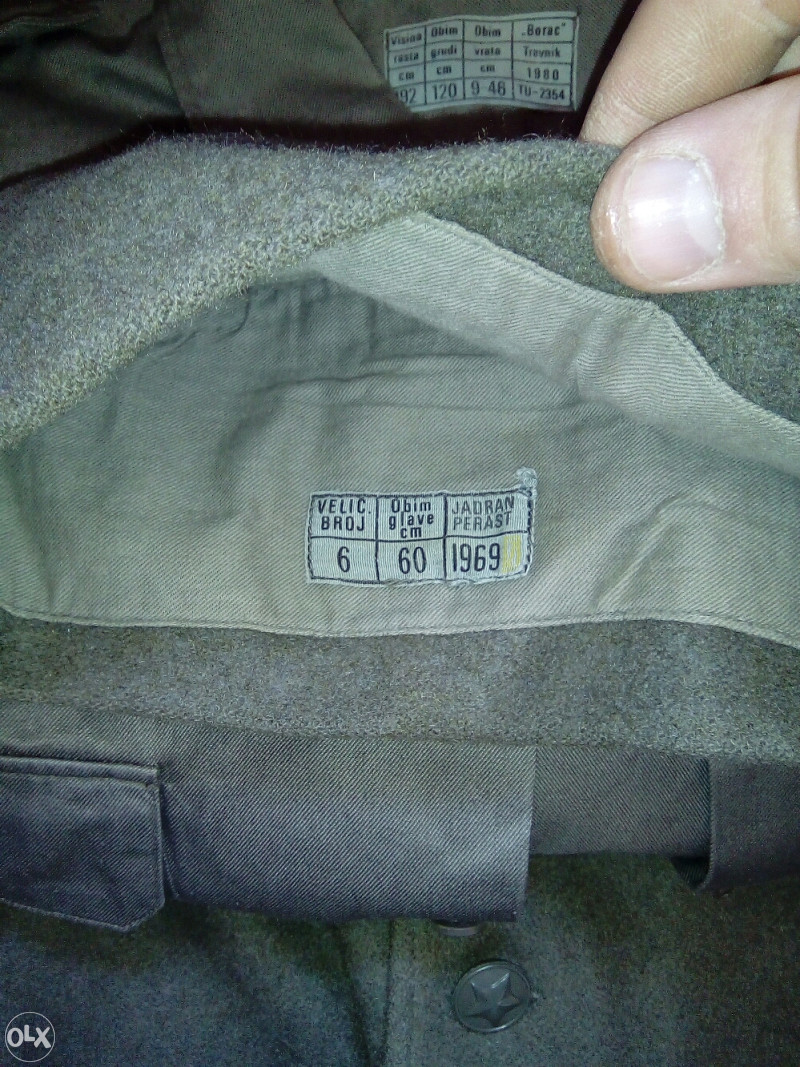 Visina Obim Obim „Borac"
rasta grudi vrata Travnik
cm cm cm 1980
92 120 9-46 TU-2354
VELIČ. Obim JADRAN
BROJ glave PERAST
cm
6 60 1969
OLX